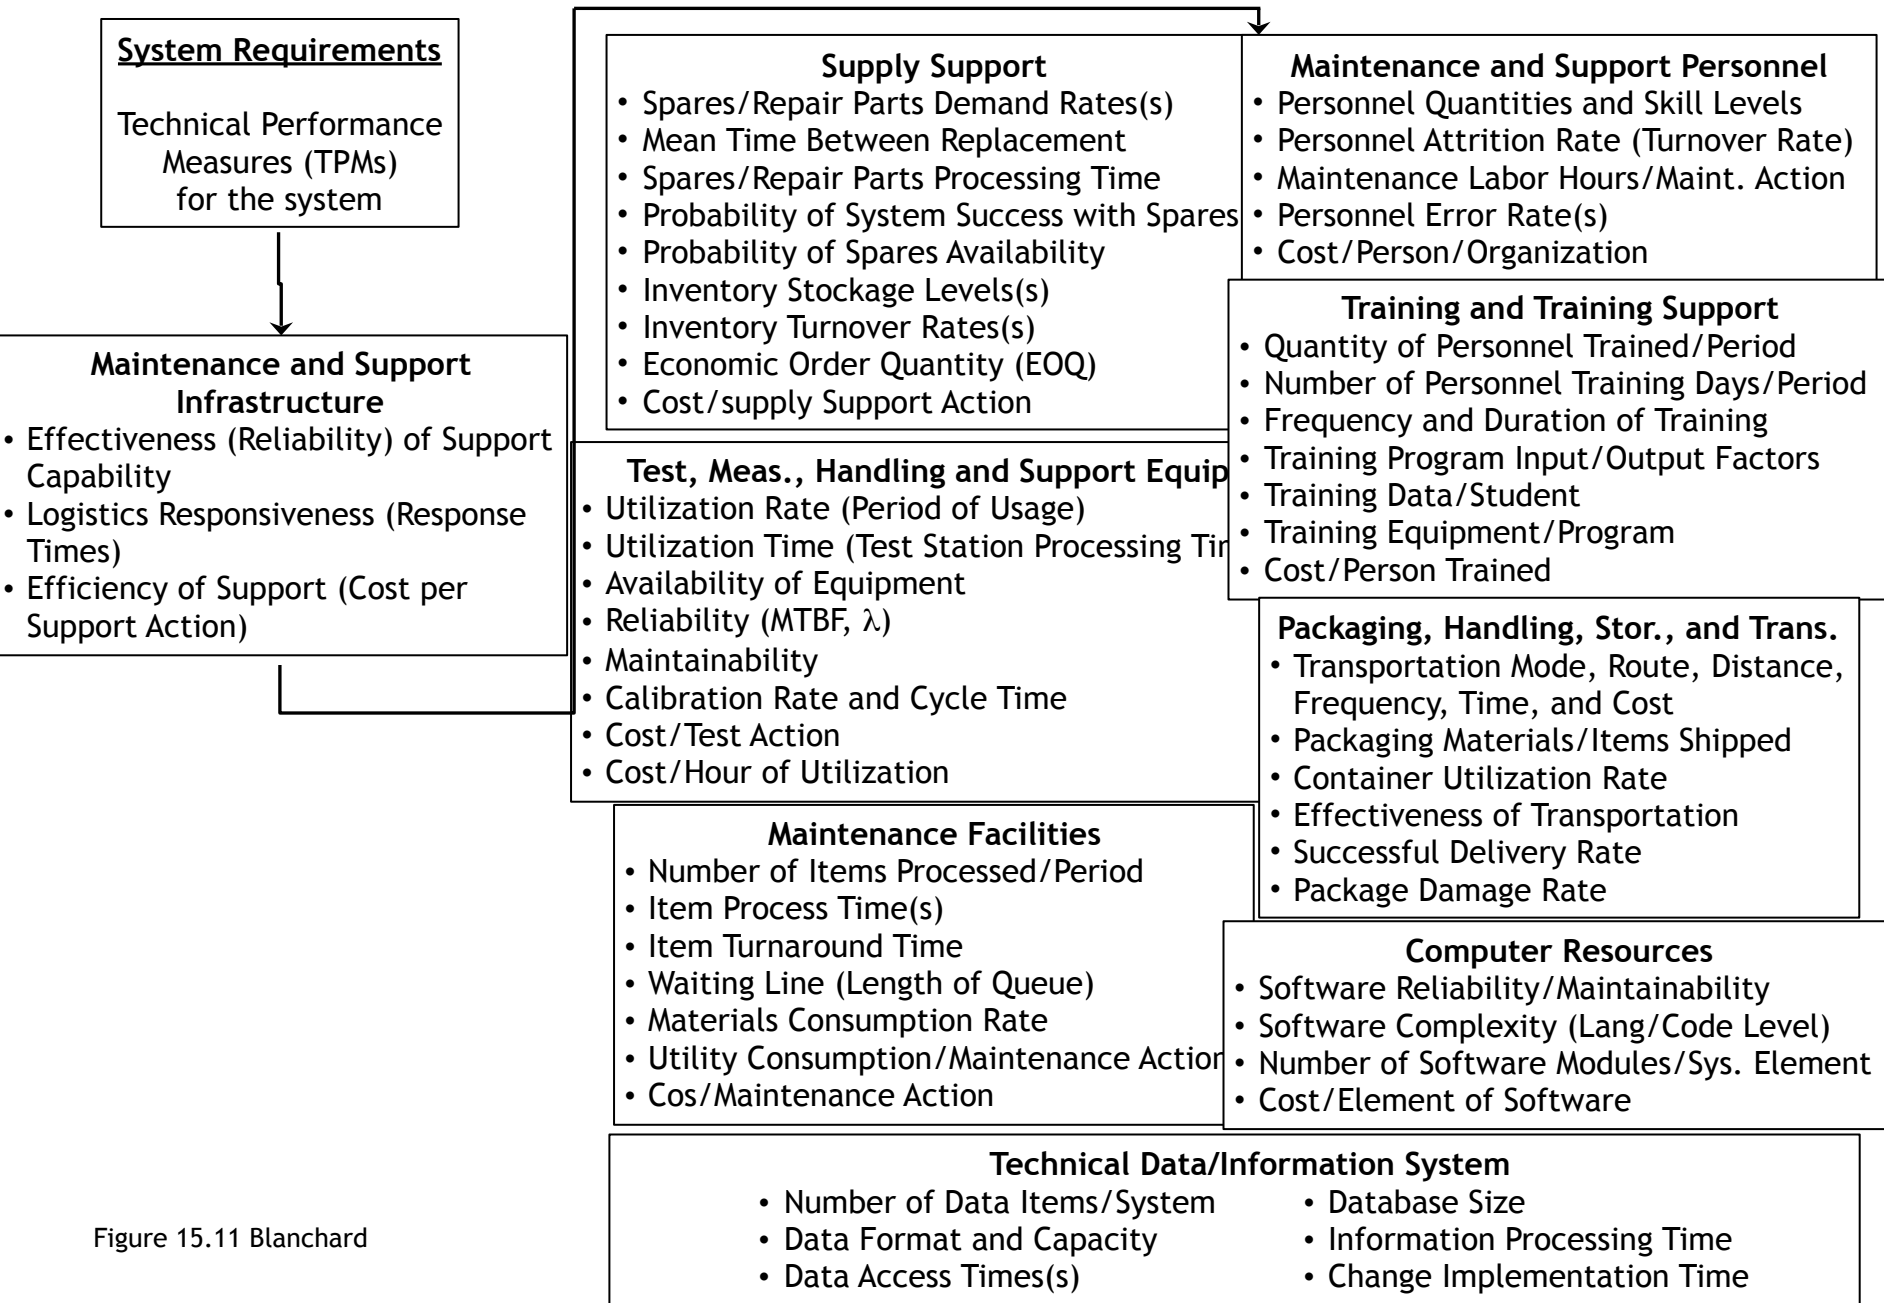 System Requirements
Technical Performance
Measures (TPMs)
for the system
Maintenance and Support
Infrastructure
• Effectiveness (Reliability) of Support
Capability
• Logistics Responsiveness (Response
Times)
• Efficiency of Support (Cost per
Support Action)
Supply Support
• Spares/Repair Parts Demand Rates(s)
• Mean Time Between Replacement
• Spares/Repair Parts Processing Time
• Probability of System Success with Spares
• Probability of Spares Availability
• Inventory Stockage Levels(s)
• Inventory Turnover Rates(s)
• Economic Order Quantity (EOQ)
• Cost/supply Support Action
Test, Meas., Handling and Support Equip
• Utilization Rate (Period of Usage)
• Utilization Time (Test Station Processing
• Availability of Equipment
• Reliability (MTBF, λ)
• Maintainability
• Calibration Rate and Cycle Time
• Cost/Test Action
• Cost/Hour of Utilization
Maintenance Facilities
• Number of Items Processed/Period
• Item Process Time(s)
• Item Turnaround Time
• Waiting Line (Length of Queue)
• Materials Consumption Rate
• Utility Consumption/Maintenance Action
• Cos/Maintenance Action
Maintenance and Support Personnel
• Personnel Quantities and Skill Levels
• Personnel Attrition Rate (Turnover Rate)
• Maintenance Labor Hours/Maint. Action
• Personnel Error Rate(s)
• Cost/Person/Organization
Training and Training Support
• Quantity of Personnel Trained/Period
• Number of Personnel Training Days/Period
• Frequency and Duration of Training
• Training Program Input/Output Factors
• Training Data/Student
• Training Equipment/Program
• Cost/Person Trained
Packaging, Handling, Stor., and Trans.
• Transportation Mode, Route, Distance,
Frequency, Time, and Cost
• Packaging Materials/Items Shipped
• Container Utilization Rate
• Effectiveness of Transportation
• Successful Delivery Rate
• Package Damage Rate
Computer Resources
• Software Reliability/Maintainability
• Software Complexity (Lang/Code Level)
• Number of Software Modules/Sys. Element
• Cost/Element of Software
Technical Data/Information System
• Number of Data Items/System
• Data Format and Capacity
• Data Access Times(s)
• Database Size
• Information Processing Time
• Change Implementation Time
Figure 15.11 Blanchard